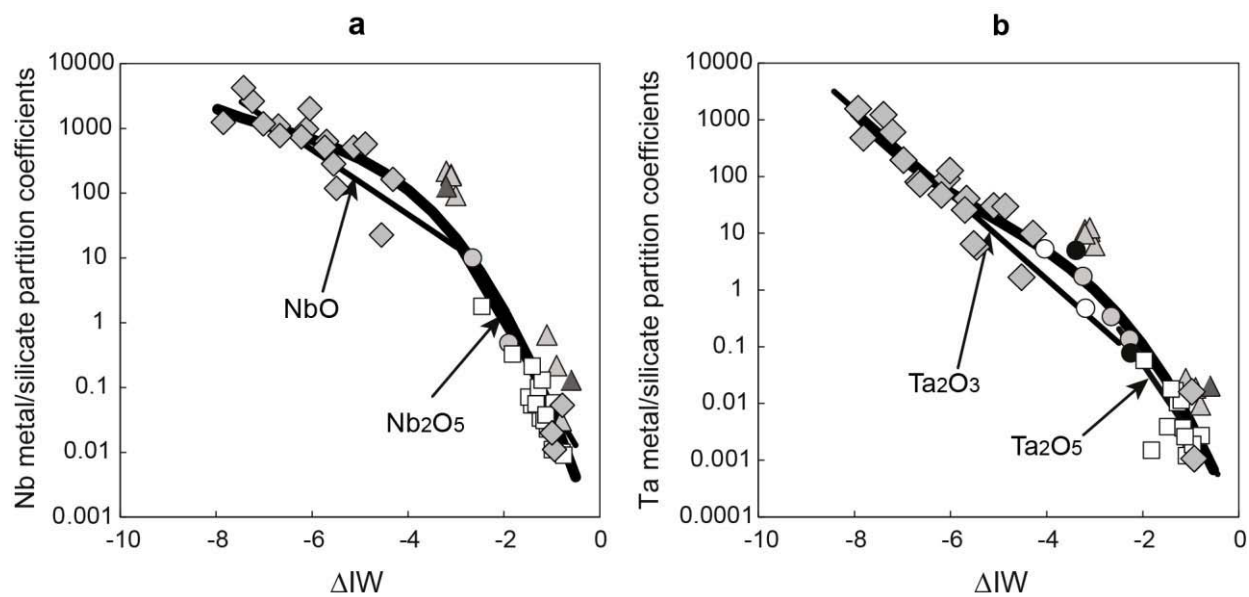 a
b
Nb metal/silicate partition coefficients
10000
1000
100
10
1
0.1
0.01
0.001
-10
-8
-6
-4
-2
0
ΔIW
NbO
Nb2O5
Ta metal/silicate partition coefficients
10000
1000
100
10
1
0.1
0.01
0.001
0.0001
-10
-8
-6
-4
-2
0
ΔIW
Ta2O3
Ta2O5